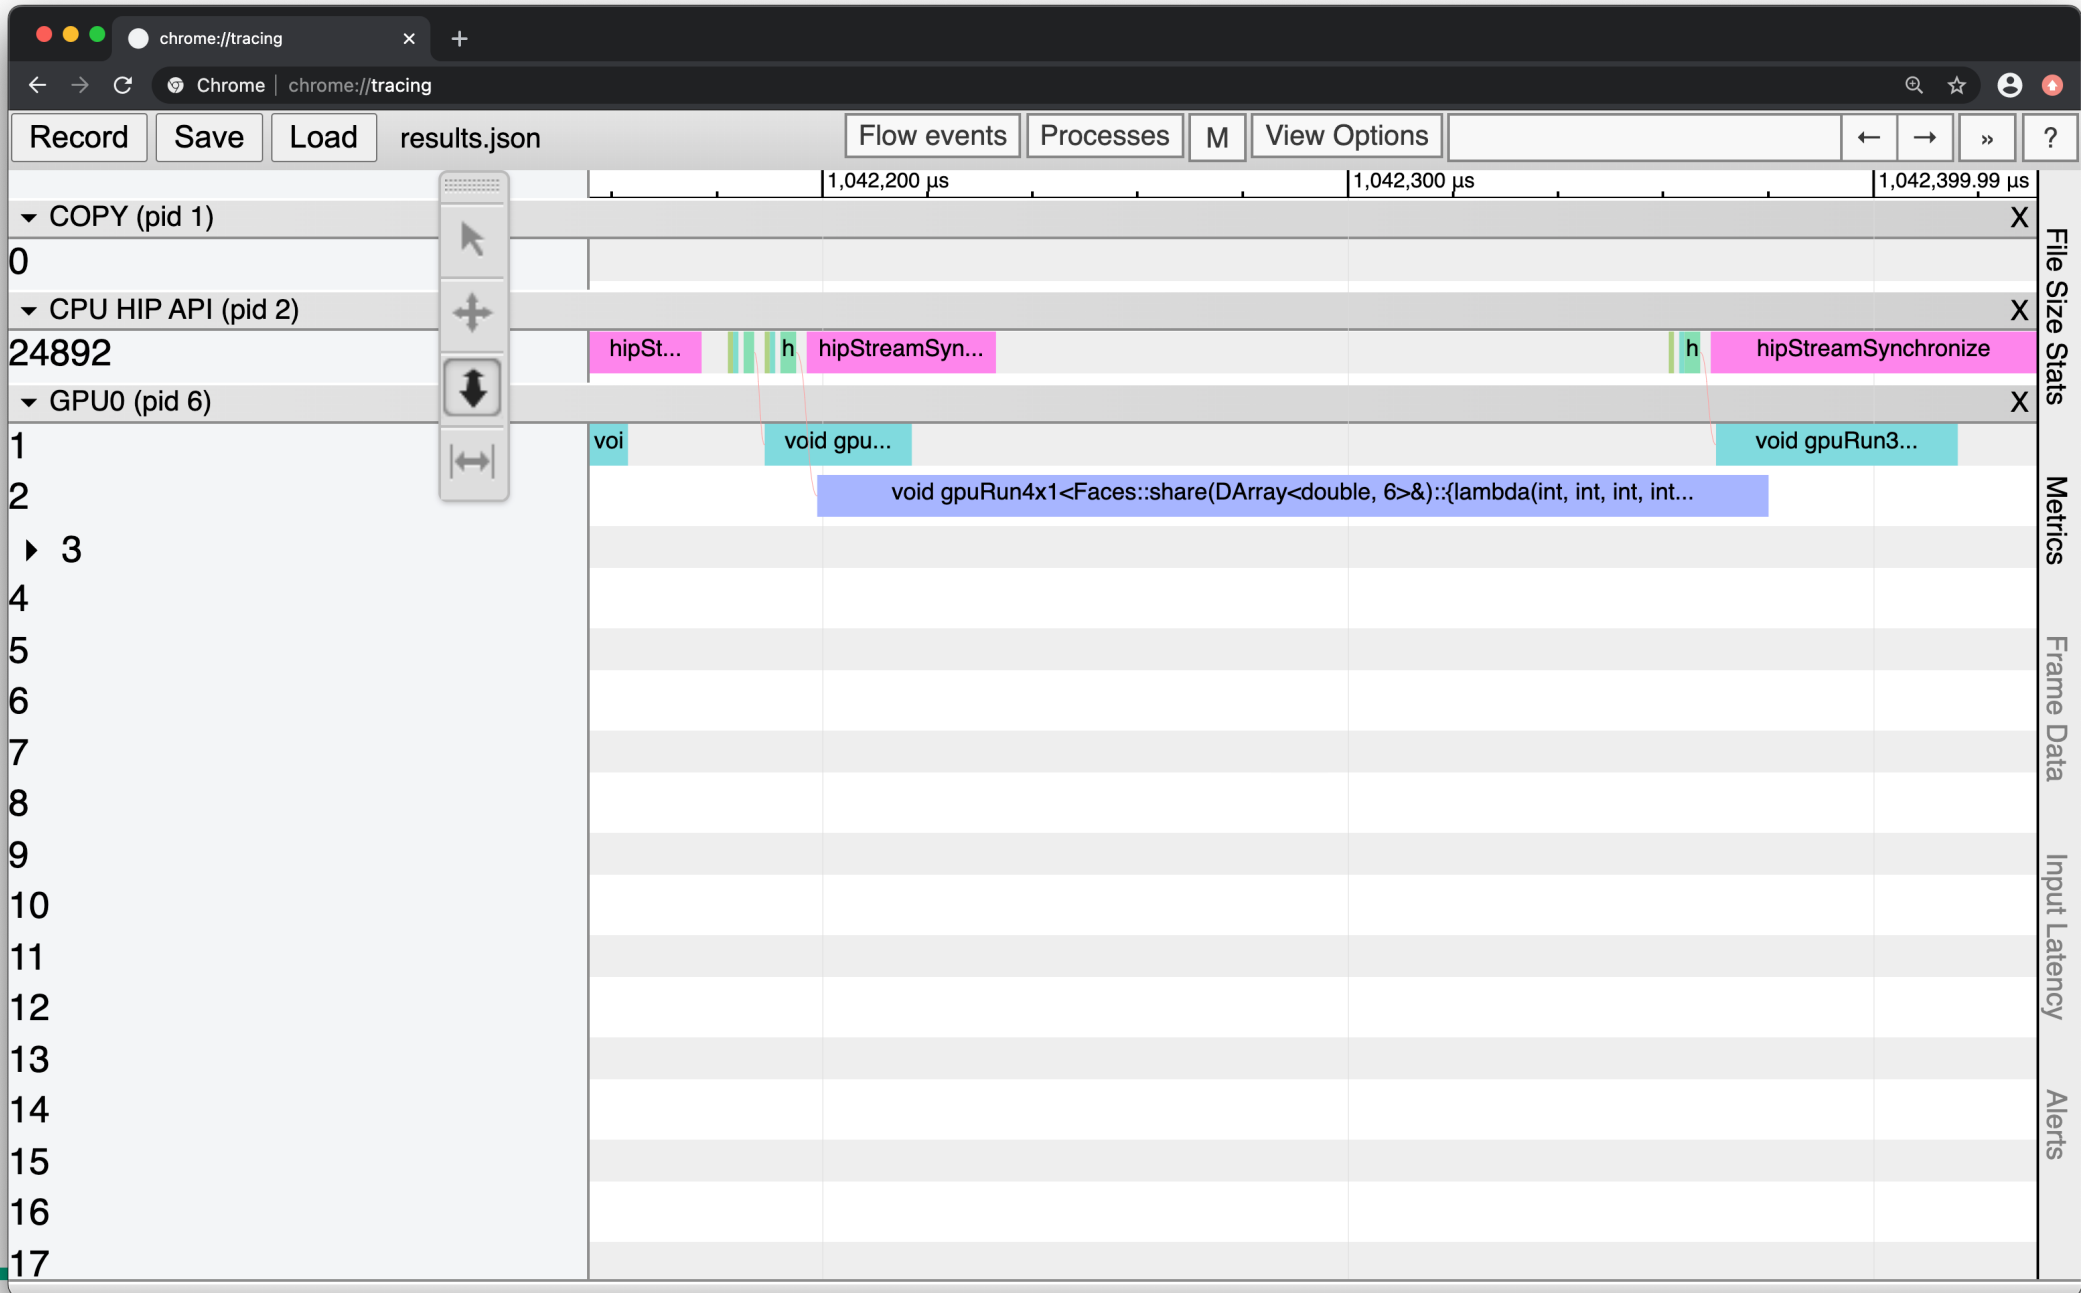 chrome://tracing
Chrome | chrome://tracing
Record Save Load results.json Flow events Processes M View Options ← → » ?
1,042,200 µs 1,042,300 µs 1,042,399.99 µs
COPY (pid 1) X
0
CPU HIP API (pid 2) X
24892 hipSt... h hipStreamSyn... h hipStreamSynchronize
GPU0 (pid 6) X
1 voi void gpu... void gpuRun3...
2 void gpuRun4x1<Faces::share(DArray<double, 6>&)::{lambda(int, int, int, int...
3
4
5
6
7
8
9
10
11
12
13
14
15
16
17
File Size Stats
Metrics
Frame Data
Input Latency
Alerts